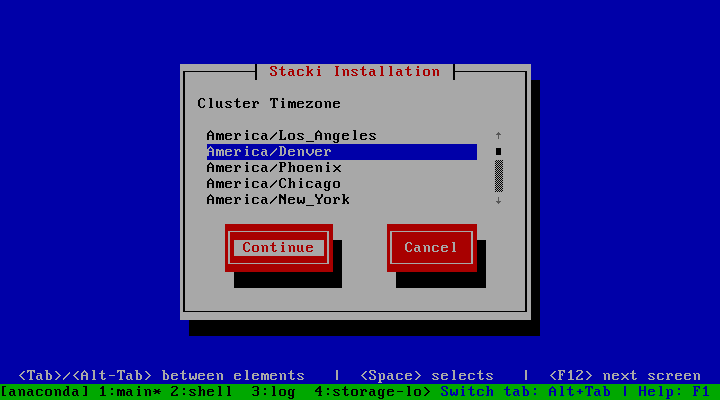 Stacki Installation
Cluster Timezone
America/Los_Angeles
America/Denver
America/Phoenix
America/Chicago
America/New_York
Continue Cancel
<Tab>/<Alt-Tab> between elements | <Space> selects | <F12> next screen
[anaconda] 1:main* 2:shell 3:log 4:storage-lo> Switch tab: Alt+Tab | Help: F1